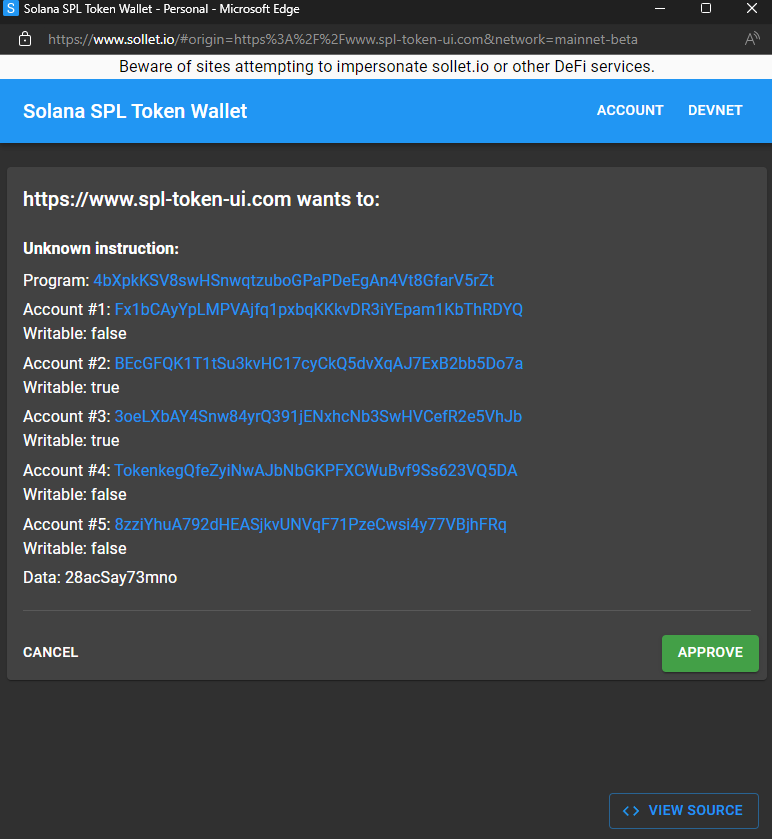 S Solana SPL Token Wallet - Personal - Microsoft Edge
https://www.sollet.io/#origin=https%3A%2F%2Fwww.spl-token-ui.com&network=mainnet-beta
Beware of sites attempting to impersonate sollet.io or other DeFi services.
Solana SPL Token Wallet ACCOUNT DEVNET
https://www.spl-token-ui.com wants to:
Unknown instruction:
Program: 4bXpkKSV8swHSnwqtzuboGPaPDeEgAn4Vt8GfarV5rZt
Account #1: Fx1bCAyYpLMPVAjfq1pxbqKKkvDR3iYEpam1KbThRDYQ
Writable: false
Account #2: BEcGFQK1T1tSu3kvHC17cyCkQ5dvXqAJ7ExB2bb5Do7a
Writable: true
Account #3: 3oeLXbAY4Snw84yrQ391jENxhcNb3SwHVCefR2e5VhJb
Writable: true
Account #4: TokenkegQfeZyiNwAJbNbGKPFXCWuBvf9Ss623VQ5DA
Writable: false
Account #5: 8zziYhuA792dHEASjkvUNVqF71PzeCwsi4y77VBjhFRq
Writable: false
Data: 28acSay73mno
CANCEL APPROVE
<> VIEW SOURCE